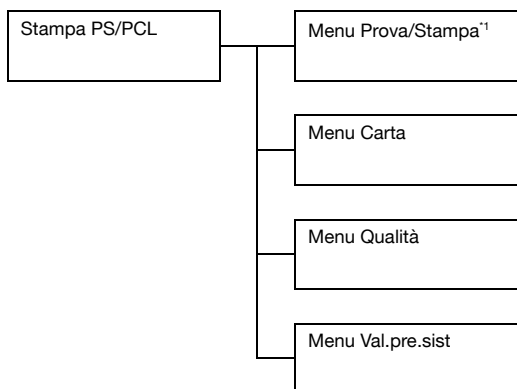 Stampa PS/PCL
Menu Prova/Stampa*1
Menu Carta
Menu Qualità
Menu Val.pre.sist